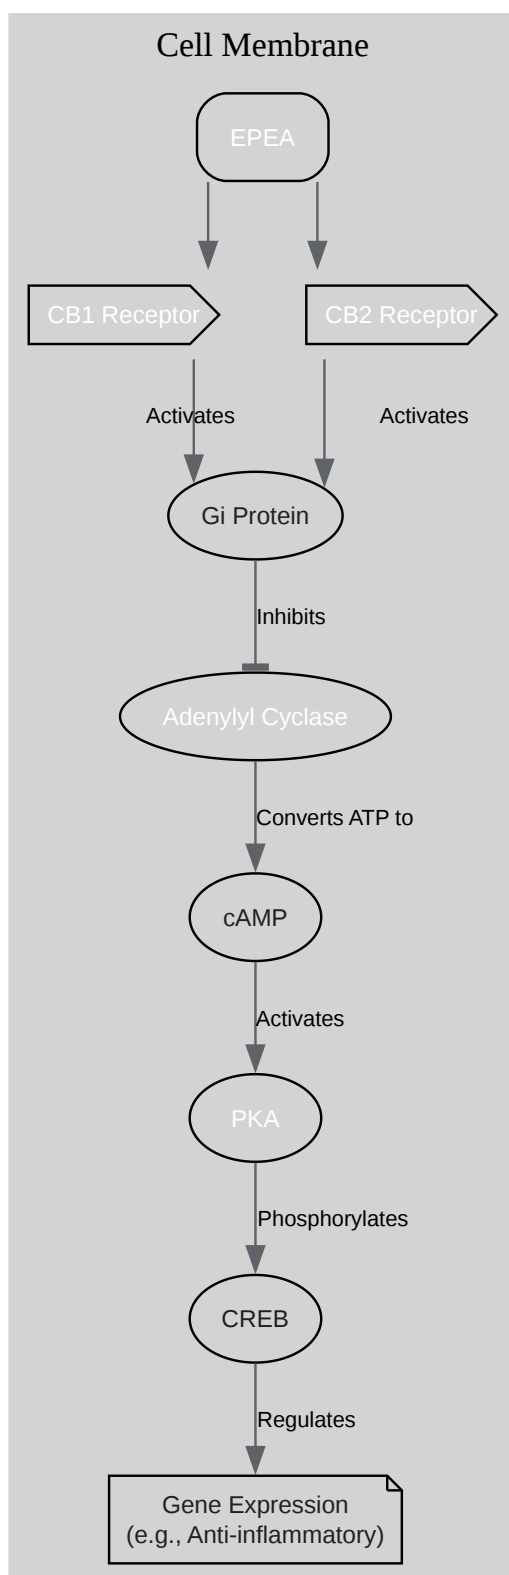 Cell Membrane
EPEA
CB1 Receptor
CB2 Receptor
Activates
Activates
Gi Protein
Inhibits
Adenylyl Cyclase
Converts ATP to
cAMP
Activates
PKA
Phosphorylates
CREB
Regulates
Gene Expression
(e.g., Anti-inflammatory)